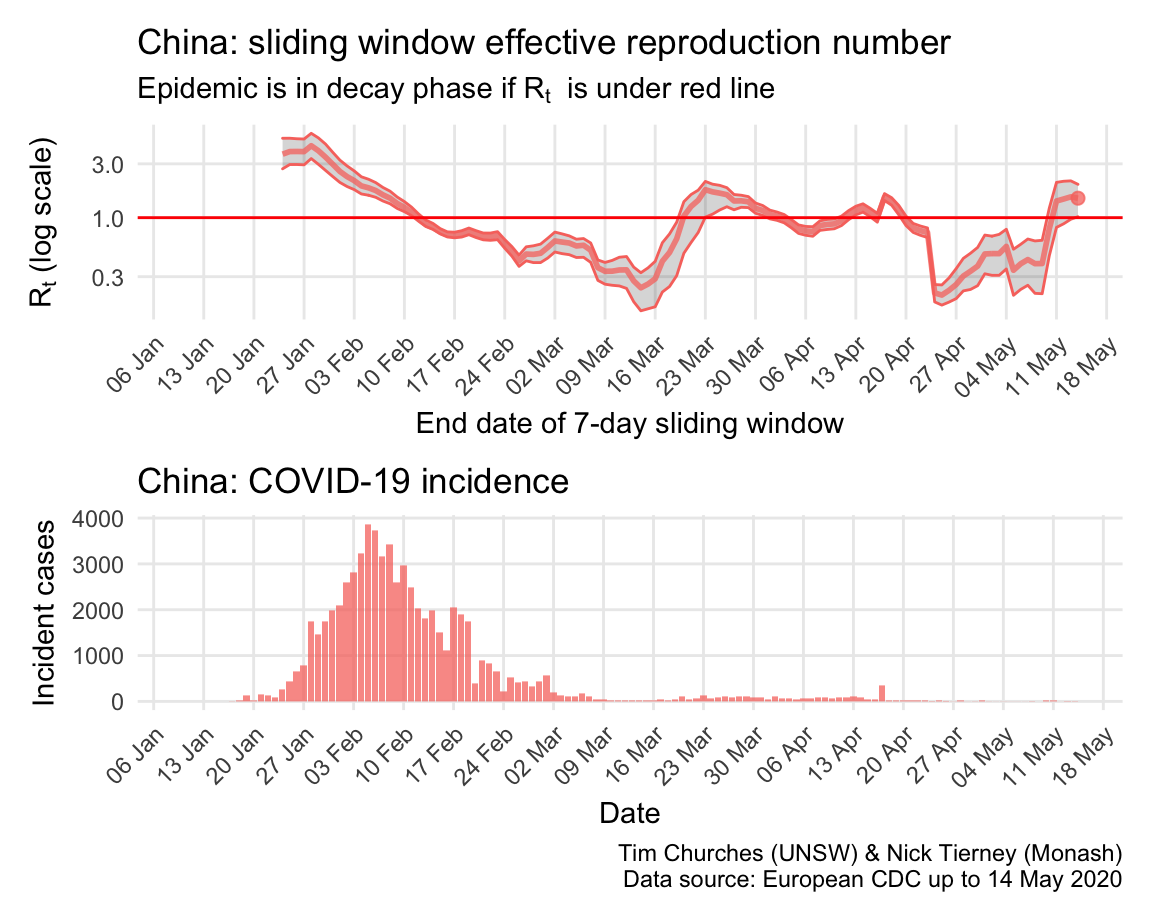 China: sliding window effective reproduction number
Epidemic is in decay phase if Rt is under red line
Rt (log scale)
3.0
1.0
0.3
06 Jan
13 Jan
20 Jan
27 Jan
03 Feb
10 Feb
17 Feb
24 Feb
02 Mar
09 Mar
16 Mar
23 Mar
30 Mar
06 Apr
13 Apr
20 Apr
27 Apr
04 May
11 May
18 May
End date of 7-day sliding window
China: COVID-19 incidence
Incident cases
4000
3000
2000
1000
0
06 Jan
13 Jan
20 Jan
27 Jan
03 Feb
10 Feb
17 Feb
24 Feb
02 Mar
09 Mar
16 Mar
23 Mar
30 Mar
06 Apr
13 Apr
20 Apr
27 Apr
04 May
11 May
18 May
Date
Tim Churches (UNSW) & Nick Tierney (Monash)
Data source: European CDC up to 14 May 2020